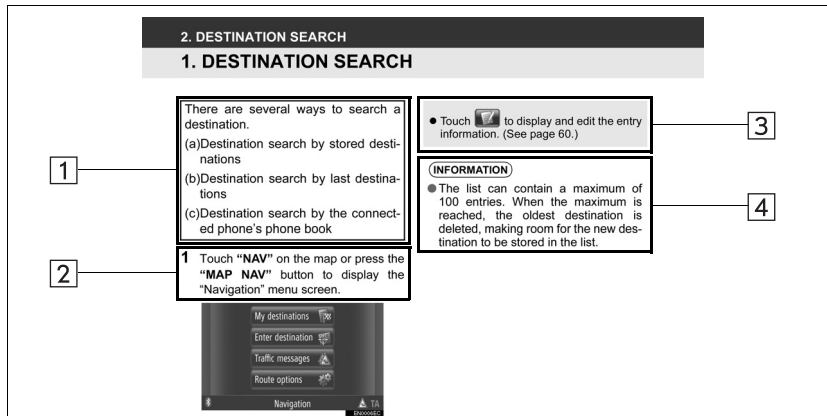 2. DESTINATION SEARCH
1. DESTINATION SEARCH
There are several ways to search a
destination.
(a)Destination search by stored desti-
nations
(b)Destination search by last destina-
tions
(c)Destination search by the connect-
ed phone's phone book
1
1 Touch "NAV" on the map or press the
"MAP NAV" button to display the
"Navigation" menu screen.
2
My destinations
Enter destination
Traffic messages
Route options
Navigation
TA
EN0006EC
● Touch to display and edit the entry
information. (See page 60.)
3
INFORMATION
●The list can contain a maximum of
100 entries. When the maximum is
reached, the oldest destination is
deleted, making room for the new des-
tination to be stored in the list.
4